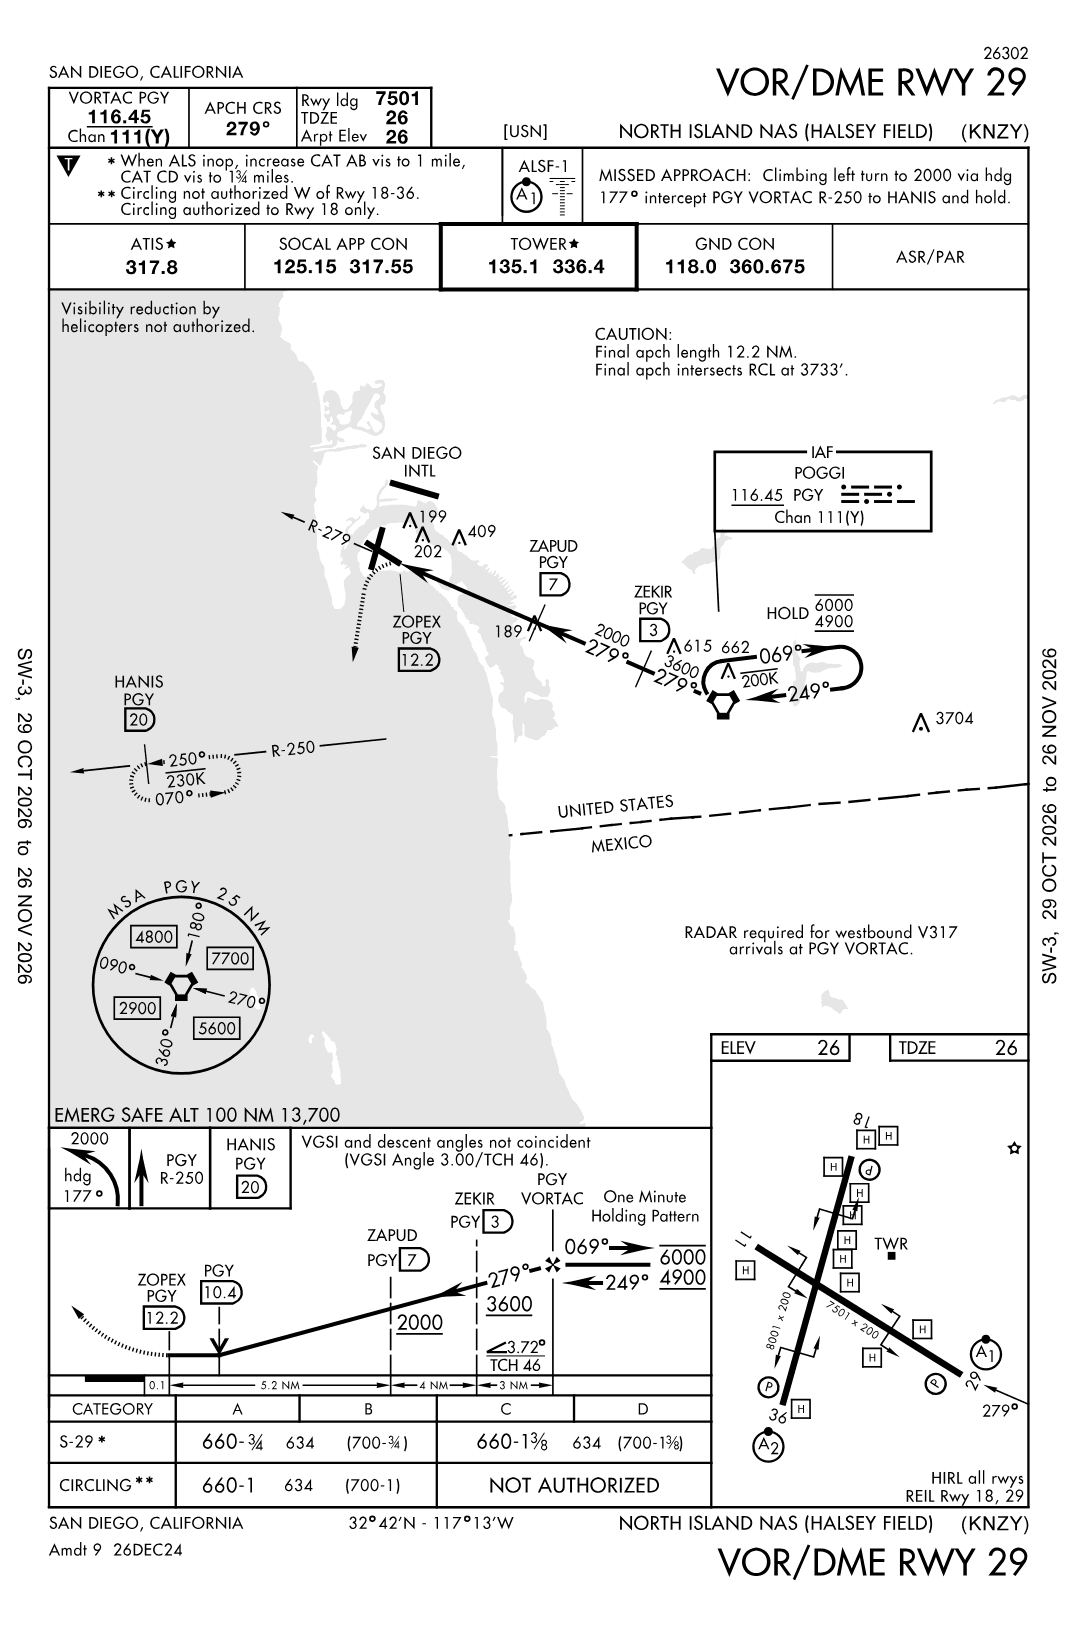 26302
SAN DIEGO, CALIFORNIA
VOR/DME RWY 29
VORTAC PGY
116.45
Chan 111(Y)
APCH CRS
279°
Rwy ldg 7501
TDZE 26
Arpt Elev 26
[USN]
NORTH ISLAND NAS (HALSEY FIELD) (KNZY)
T
* When ALS inop, increase CAT AB vis to 1 mile,
CAT CD vis to 1¾ miles.
** Circling not authorized W of Rwy 18-36.
Circling authorized to Rwy 18 only.
ALSF-1
A1
MISSED APPROACH: Climbing left turn to 2000 via hdg
177° intercept PGY VORTAC R-250 to HANIS and hold.
ATIS★
317.8
SOCAL APP CON
125.15 317.55
TOWER★
135.1 336.4
GND CON
118.0 360.675
ASR/PAR
Visibility reduction by
helicopters not authorized.
CAUTION:
Final apch length 12.2 NM.
Final apch intersects RCL at 3733’.
SAN DIEGO
INTL
IAF
POGGI
116.45 PGY
Chan 111(Y)
R-279
199
202
409
ZAPUD
PGY
7
ZEKIR
PGY
3
HOLD 6000
4900
ZOPEX
PGY
12.2
189
2000
279°
3600
279°
615
662
069°
200K
249°
HANIS
PGY
20
3704
R-250
250°
230K
070°
UNITED STATES
MEXICO
MSA PGY 25 NM
180°
4800
7700
090°
270°
2900
5600
360°
RADAR required for westbound V317
arrivals at PGY VORTAC.
EMERG SAFE ALT 100 NM 13,700
SW-3, 29 OCT 2026 to 26 NOV 2026
SW-3, 29 OCT 2026 to 26 NOV 2026
ELEV 26
TDZE 26
18
H
H
H
P
H
H
H
H
H
H
TWR
11
8001 x 200
7501 x 200
H
H
A1
P
P
29
36
H
279°
A2
HIRL all rwys
REIL Rwy 18, 29
2000
hdg
177°
PGY
R-250
HANIS
PGY
20
VGSI and descent angles not coincident
(VGSI Angle 3.00/TCH 46).
PGY
VORTAC
One Minute
Holding Pattern
ZEKIR
PGY 3
ZAPUD
PGY 7
069°
6000
249°
4900
279°
ZOPEX
PGY
12.2
PGY
10.4
3600
2000
3.72°
TCH 46
0.1
5.2 NM
4 NM
3 NM
CATEGORY A B C D
S-29 * 660-¾ 634 (700-¾) 660-1⅜ 634 (700-1⅜)
CIRCLING ** 660-1 634 (700-1) NOT AUTHORIZED
SAN DIEGO, CALIFORNIA
32°42’N - 117°13’W
NORTH ISLAND NAS (HALSEY FIELD) (KNZY)
Amdt 9 26DEC24
VOR/DME RWY 29